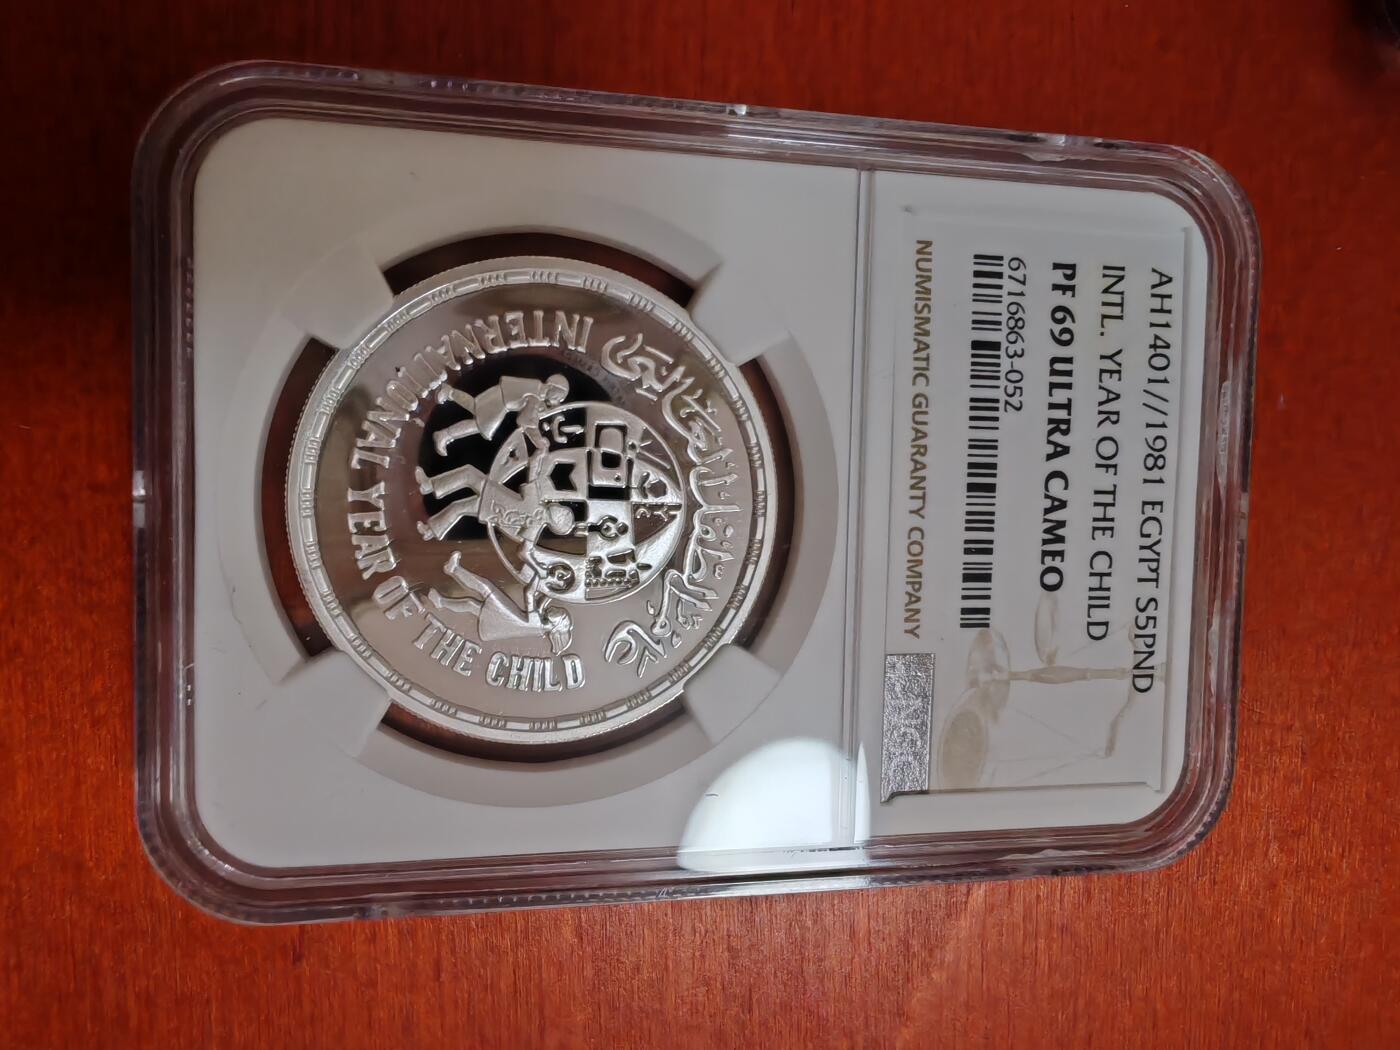 AH1401//1981 EGYPT S5PND
INTL. YEAR OF THE CHILD
PF 69 ULTRA CAMEO
6716863-052
NUMISMATIC GUARANTY COMPANY
NGC
INTERNATIONAL YEAR OF THE CHILD